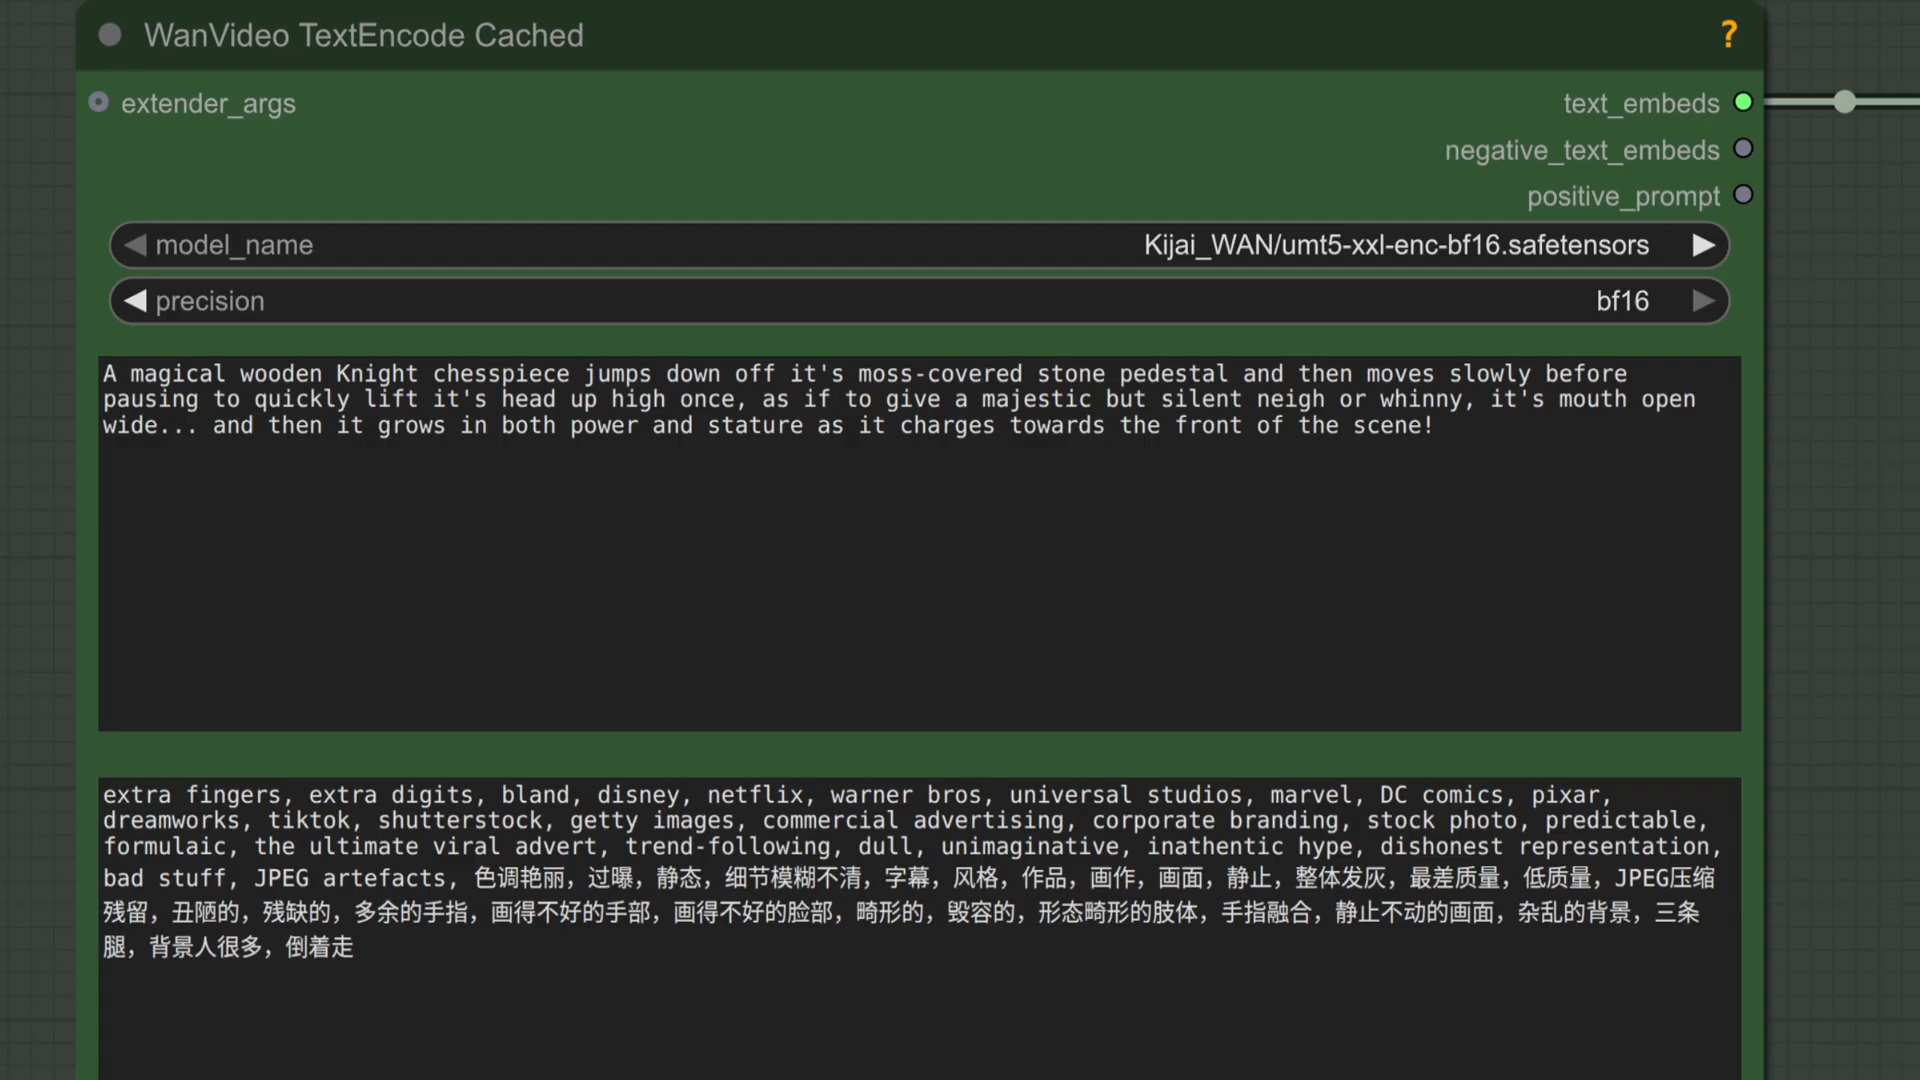 WanVideo TextEncode Cached
?
extender_args
text_embeds
negative_text_embeds
positive_prompt
model_name
Kijai_WAN/umt5-xxl-enc-bf16.safetensors
precision
bf16
A magical wooden Knight chesspiece jumps down off it's moss-covered stone pedestal and then moves slowly before
pausing to quickly lift it's head up high once, as if to give a majestic but silent neigh or whinny, it's mouth open
wide... and then it grows in both power and stature as it charges towards the front of the scene!
extra fingers, extra digits, bland, disney, netflix, warner bros, universal studios, marvel, DC comics, pixar,
dreamworks, tiktok, shutterstock, getty images, commercial advertising, corporate branding, stock photo, predictable,
formulaic, the ultimate viral advert, trend-following, dull, unimaginative, inathentic hype, dishonest representation,
bad stuff, JPEG artefacts, 色调艳丽，过曝，静态，细节模糊不清，字幕，风格，作品，画作，画面，静止，整体发灰，最差质量，低质量，JPEG压缩
残留，丑陋的，残缺的，多余的手指，画得不好的手部，画得不好的脸部，畸形的，毁容的，形态畸形的肢体，手指融合，静止不动的画面，杂乱的背景，三条
腿，背景人很多，倒着走